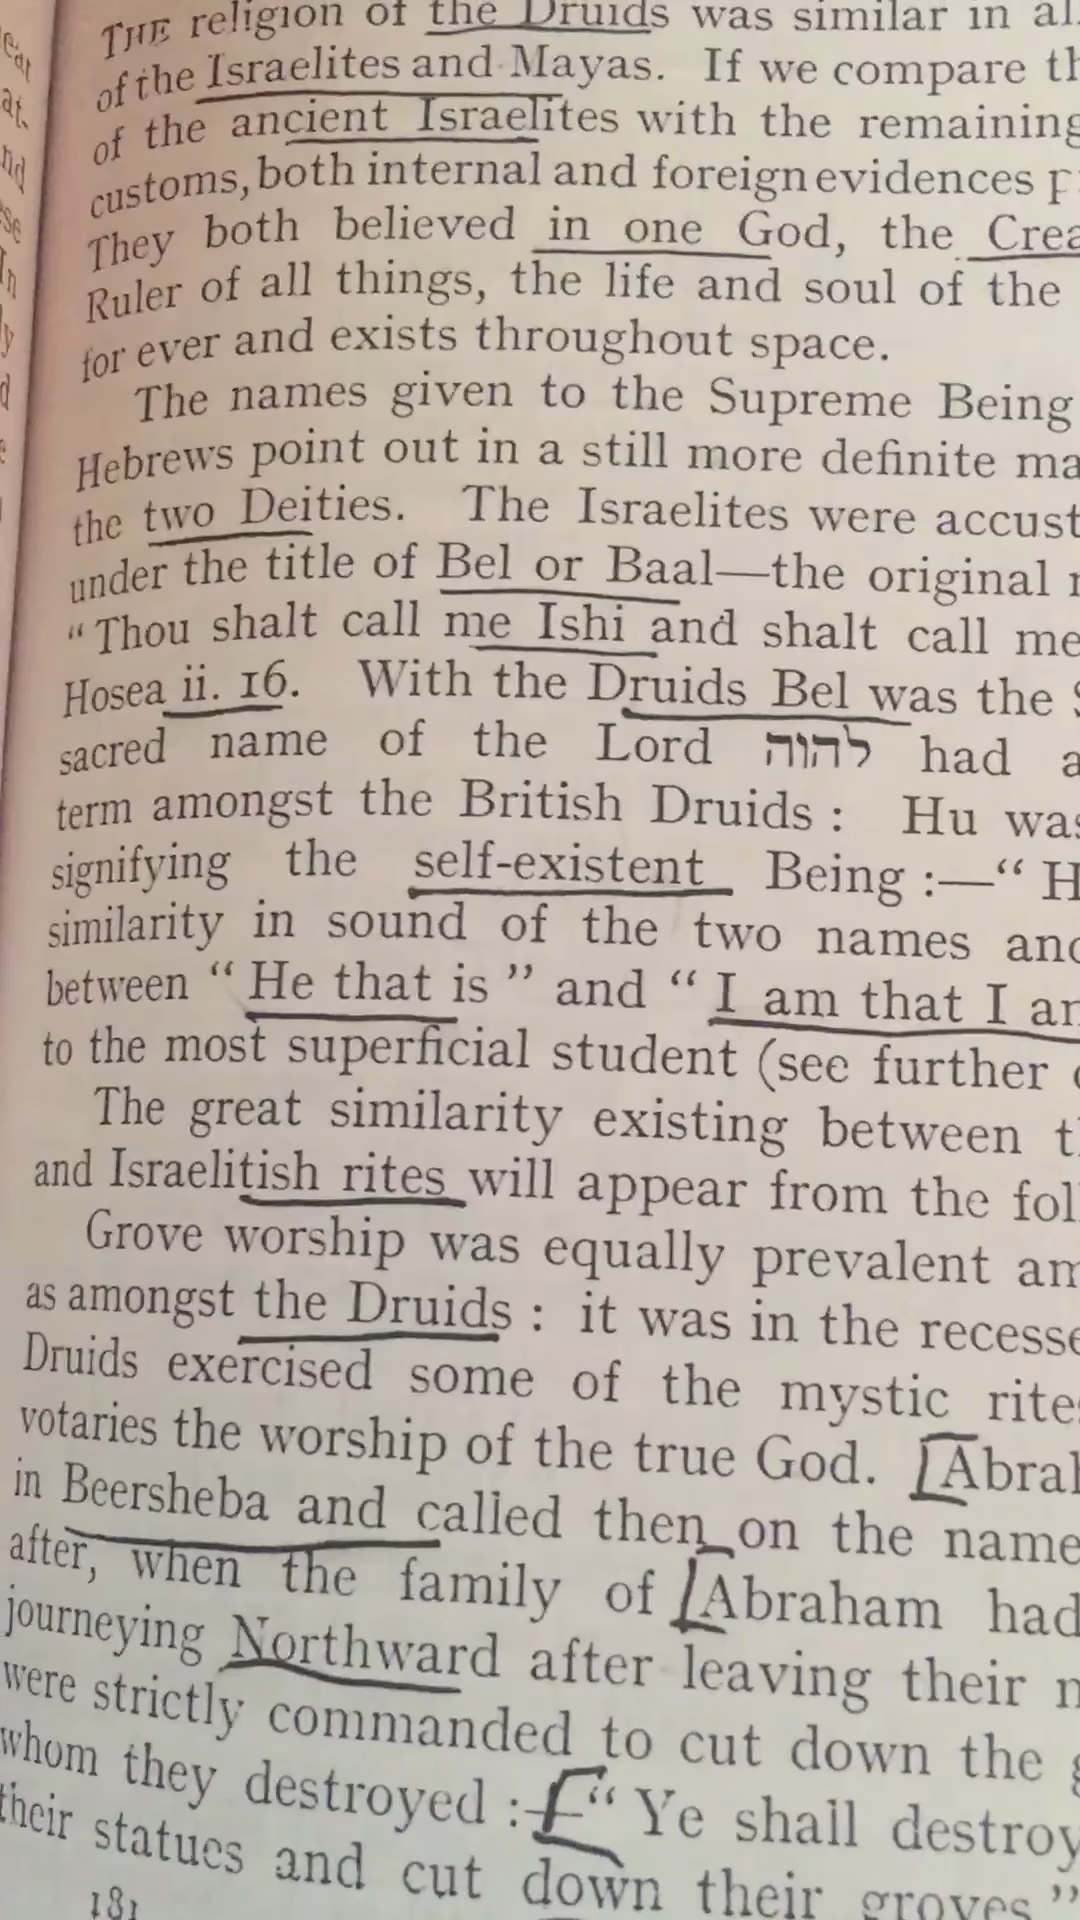 THE religion of the Druids was similar in al
of the Israelites and Mayas. If we compare th
of the ancient Israelites with the remaining
customs, both internal and foreign evidences p
They both believed in one God, the Crea
Ruler of all things, the life and soul of the
for ever and exists throughout space.
The names given to the Supreme Being
Hebrews point out in a still more definite ma
the two Deities. The Israelites were accust
under the title of Bel or Baal—the original
"Thou shalt call me Ishi and shalt call me
Hosea ii. 16. With the Druids Bel was the S
sacred name of the Lord להוה had a
term amongst the British Druids : Hu was
signifying the self-existent Being :—" H
similarity in sound of the two names and
between " He that is " and " I am that I am
to the most superficial student (see further
The great similarity existing between th
and Israelitish rites will appear from the fol
Grove worship was equally prevalent am
as amongst the Druids : it was in the recesse
Druids exercised some of the mystic rites
votaries the worship of the true God. [Abrah
in Beersheba and called then on the name
after, when the family of [Abraham had
journeying Northward after leaving their n
were strictly commanded to cut down the g
whom they destroyed :—["Ye shall destroy
their statues and cut down their groves"
181